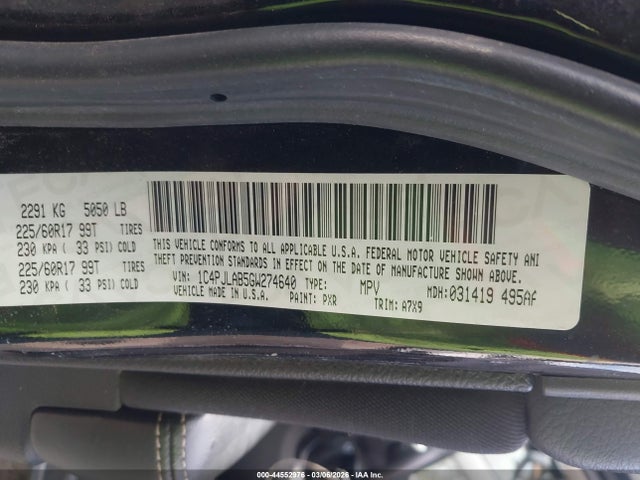 2291 KG 5050 LB
225/60R17 99T TIRES
230 KPA ( 33 PSI) COLD
225/60R17 99T TIRES
230 KPA ( 33 PSI) COLD
THIS VEHICLE CONFORMS TO ALL APPLICABLE U.S.A. FEDERAL MOTOR VEHICLE SAFETY AN
THEFT PREVENTION STANDARDS IN EFFECT ON THE DATE OF MANUFACTURE SHOWN ABOVE.
VIN: 1C4PJLAB5GW274640 TYPE: MPV MDH: 031419 495AF
VEHICLE MADE IN U.S.A. PAINT: PXR TRIM: A7X9
000-44552976 - 03/06/2026 - IAA Inc.